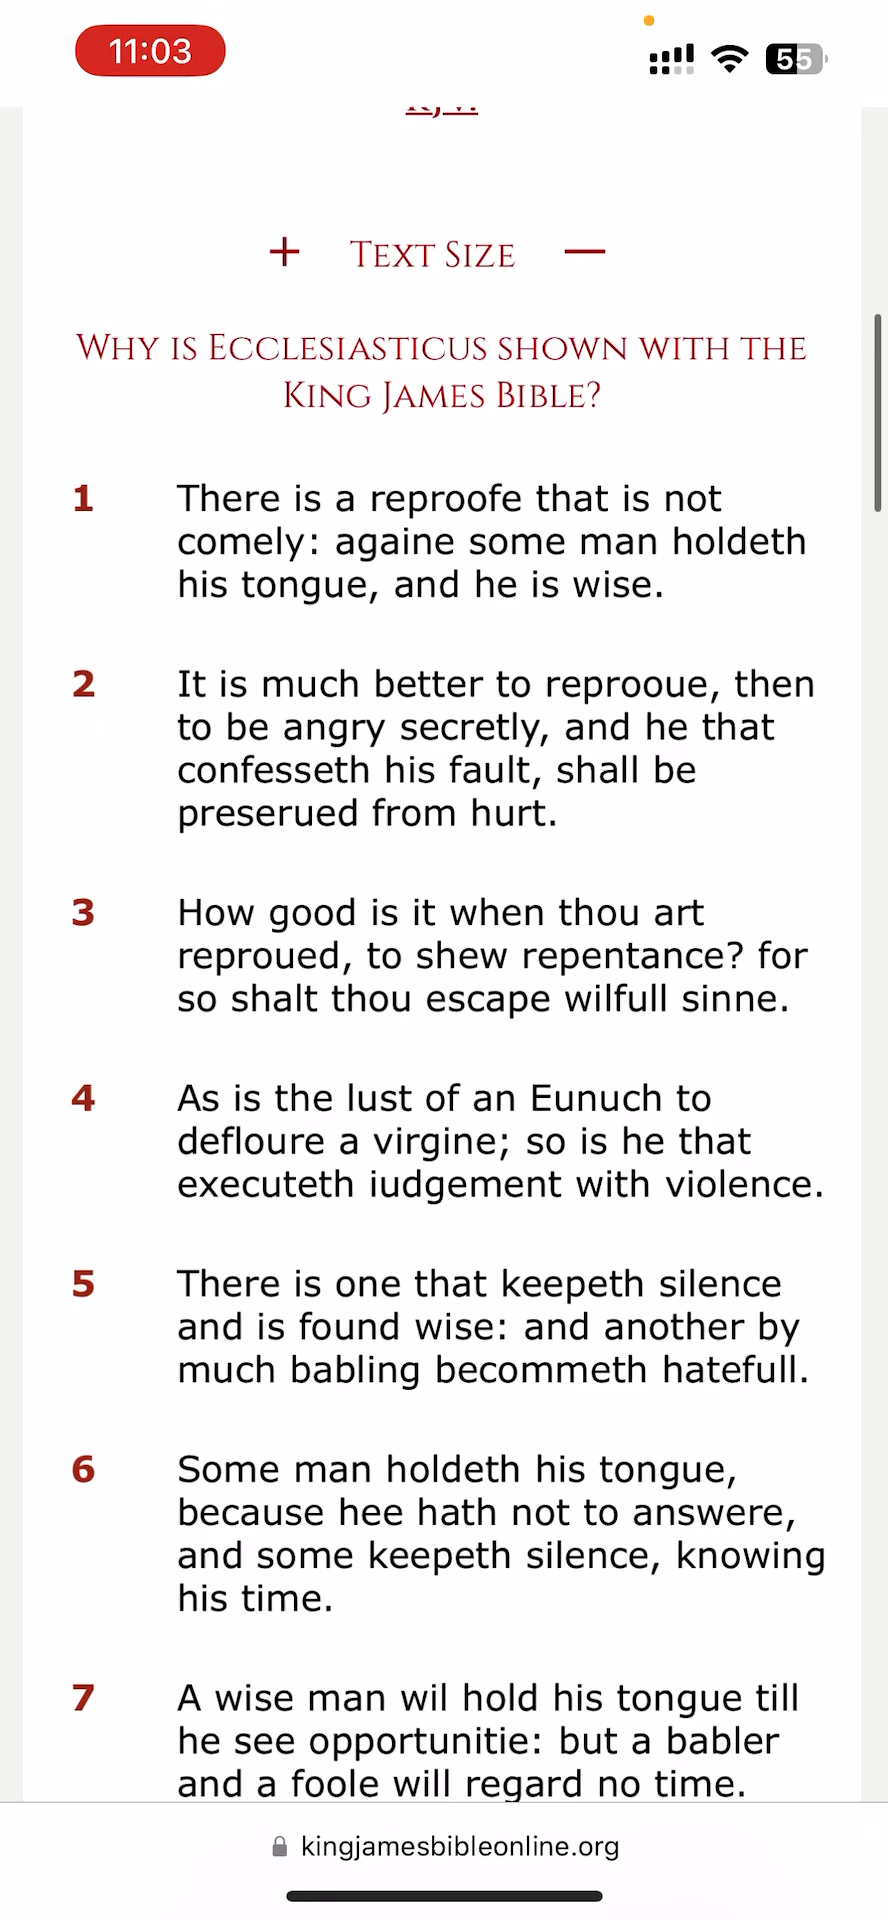 11:03
55
+ Text Size —
Why is Ecclesiasticus shown with the
King James Bible?
1 There is a reproofe that is not
comely: againe some man holdeth
his tongue, and he is wise.
2 It is much better to reprooue, then
to be angry secretly, and he that
confesseth his fault, shall be
preserued from hurt.
3 How good is it when thou art
reproued, to shew repentance? for
so shalt thou escape wilfull sinne.
4 As is the lust of an Eunuch to
defloure a virgine; so is he that
executeth iudgement with violence.
5 There is one that keepeth silence
and is found wise: and another by
much babling becommeth hatefull.
6 Some man holdeth his tongue,
because hee hath not to answere,
and some keepeth silence, knowing
his time.
7 A wise man wil hold his tongue till
he see opportunitie: but a babler
and a foole will regard no time.
kingjamesbibleonline.org